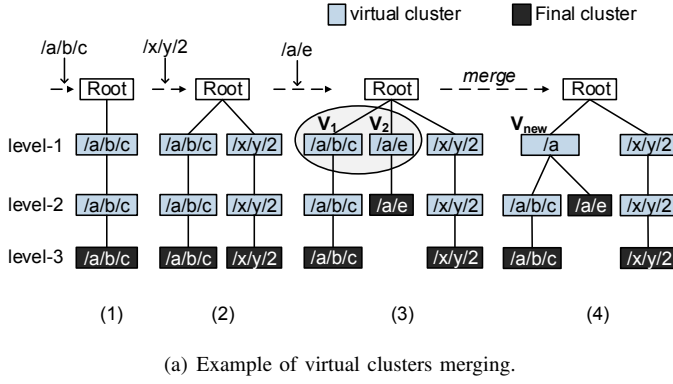 virtual cluster Final cluster
/a/b/c /x/y/2 /a/e
Root Root Root merge Root
V1 V2 Vnew
level-1 /a/b/c /a/b/c /x/y/2 /a/b/c /a/e /x/y/2 /a /x/y/2
level-2 /a/b/c /a/b/c /x/y/2 /a/b/c /a/e /x/y/2 /a/b/c /a/e /x/y/2
level-3 /a/b/c /a/b/c /x/y/2 /a/b/c /x/y/2 /a/b/c /x/y/2
(1) (2) (3) (4)
(a) Example of virtual clusters merging.